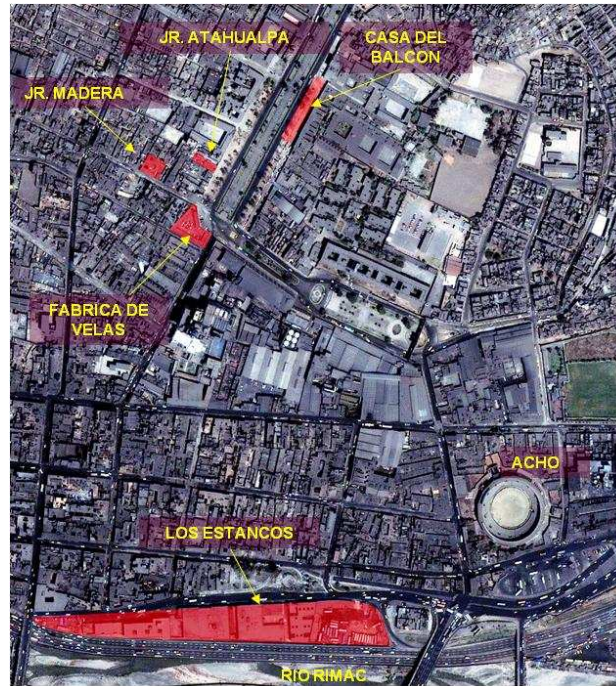 JR. ATAHUALPA
CASA DEL
BALCON
JR. MADERA
FABRICA DE
VELAS
ACHO
LOS ESTANCOS
RIO RIMAC